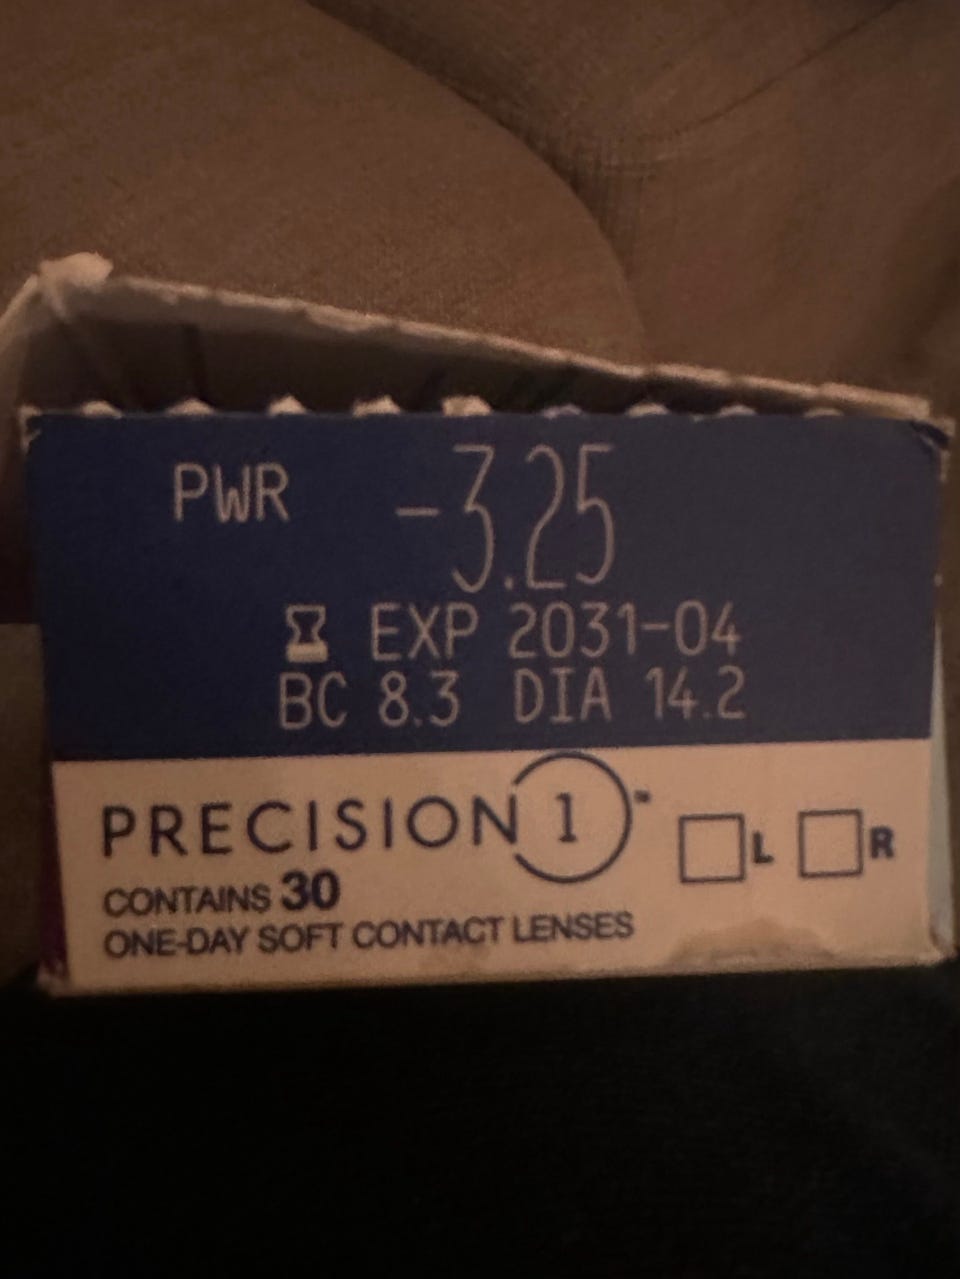 PWR -3.25
EXP 2031-04
BC 8.3 DIA 14.2
PRECISION 1™ L R
CONTAINS 30
ONE-DAY SOFT CONTACT LENSES